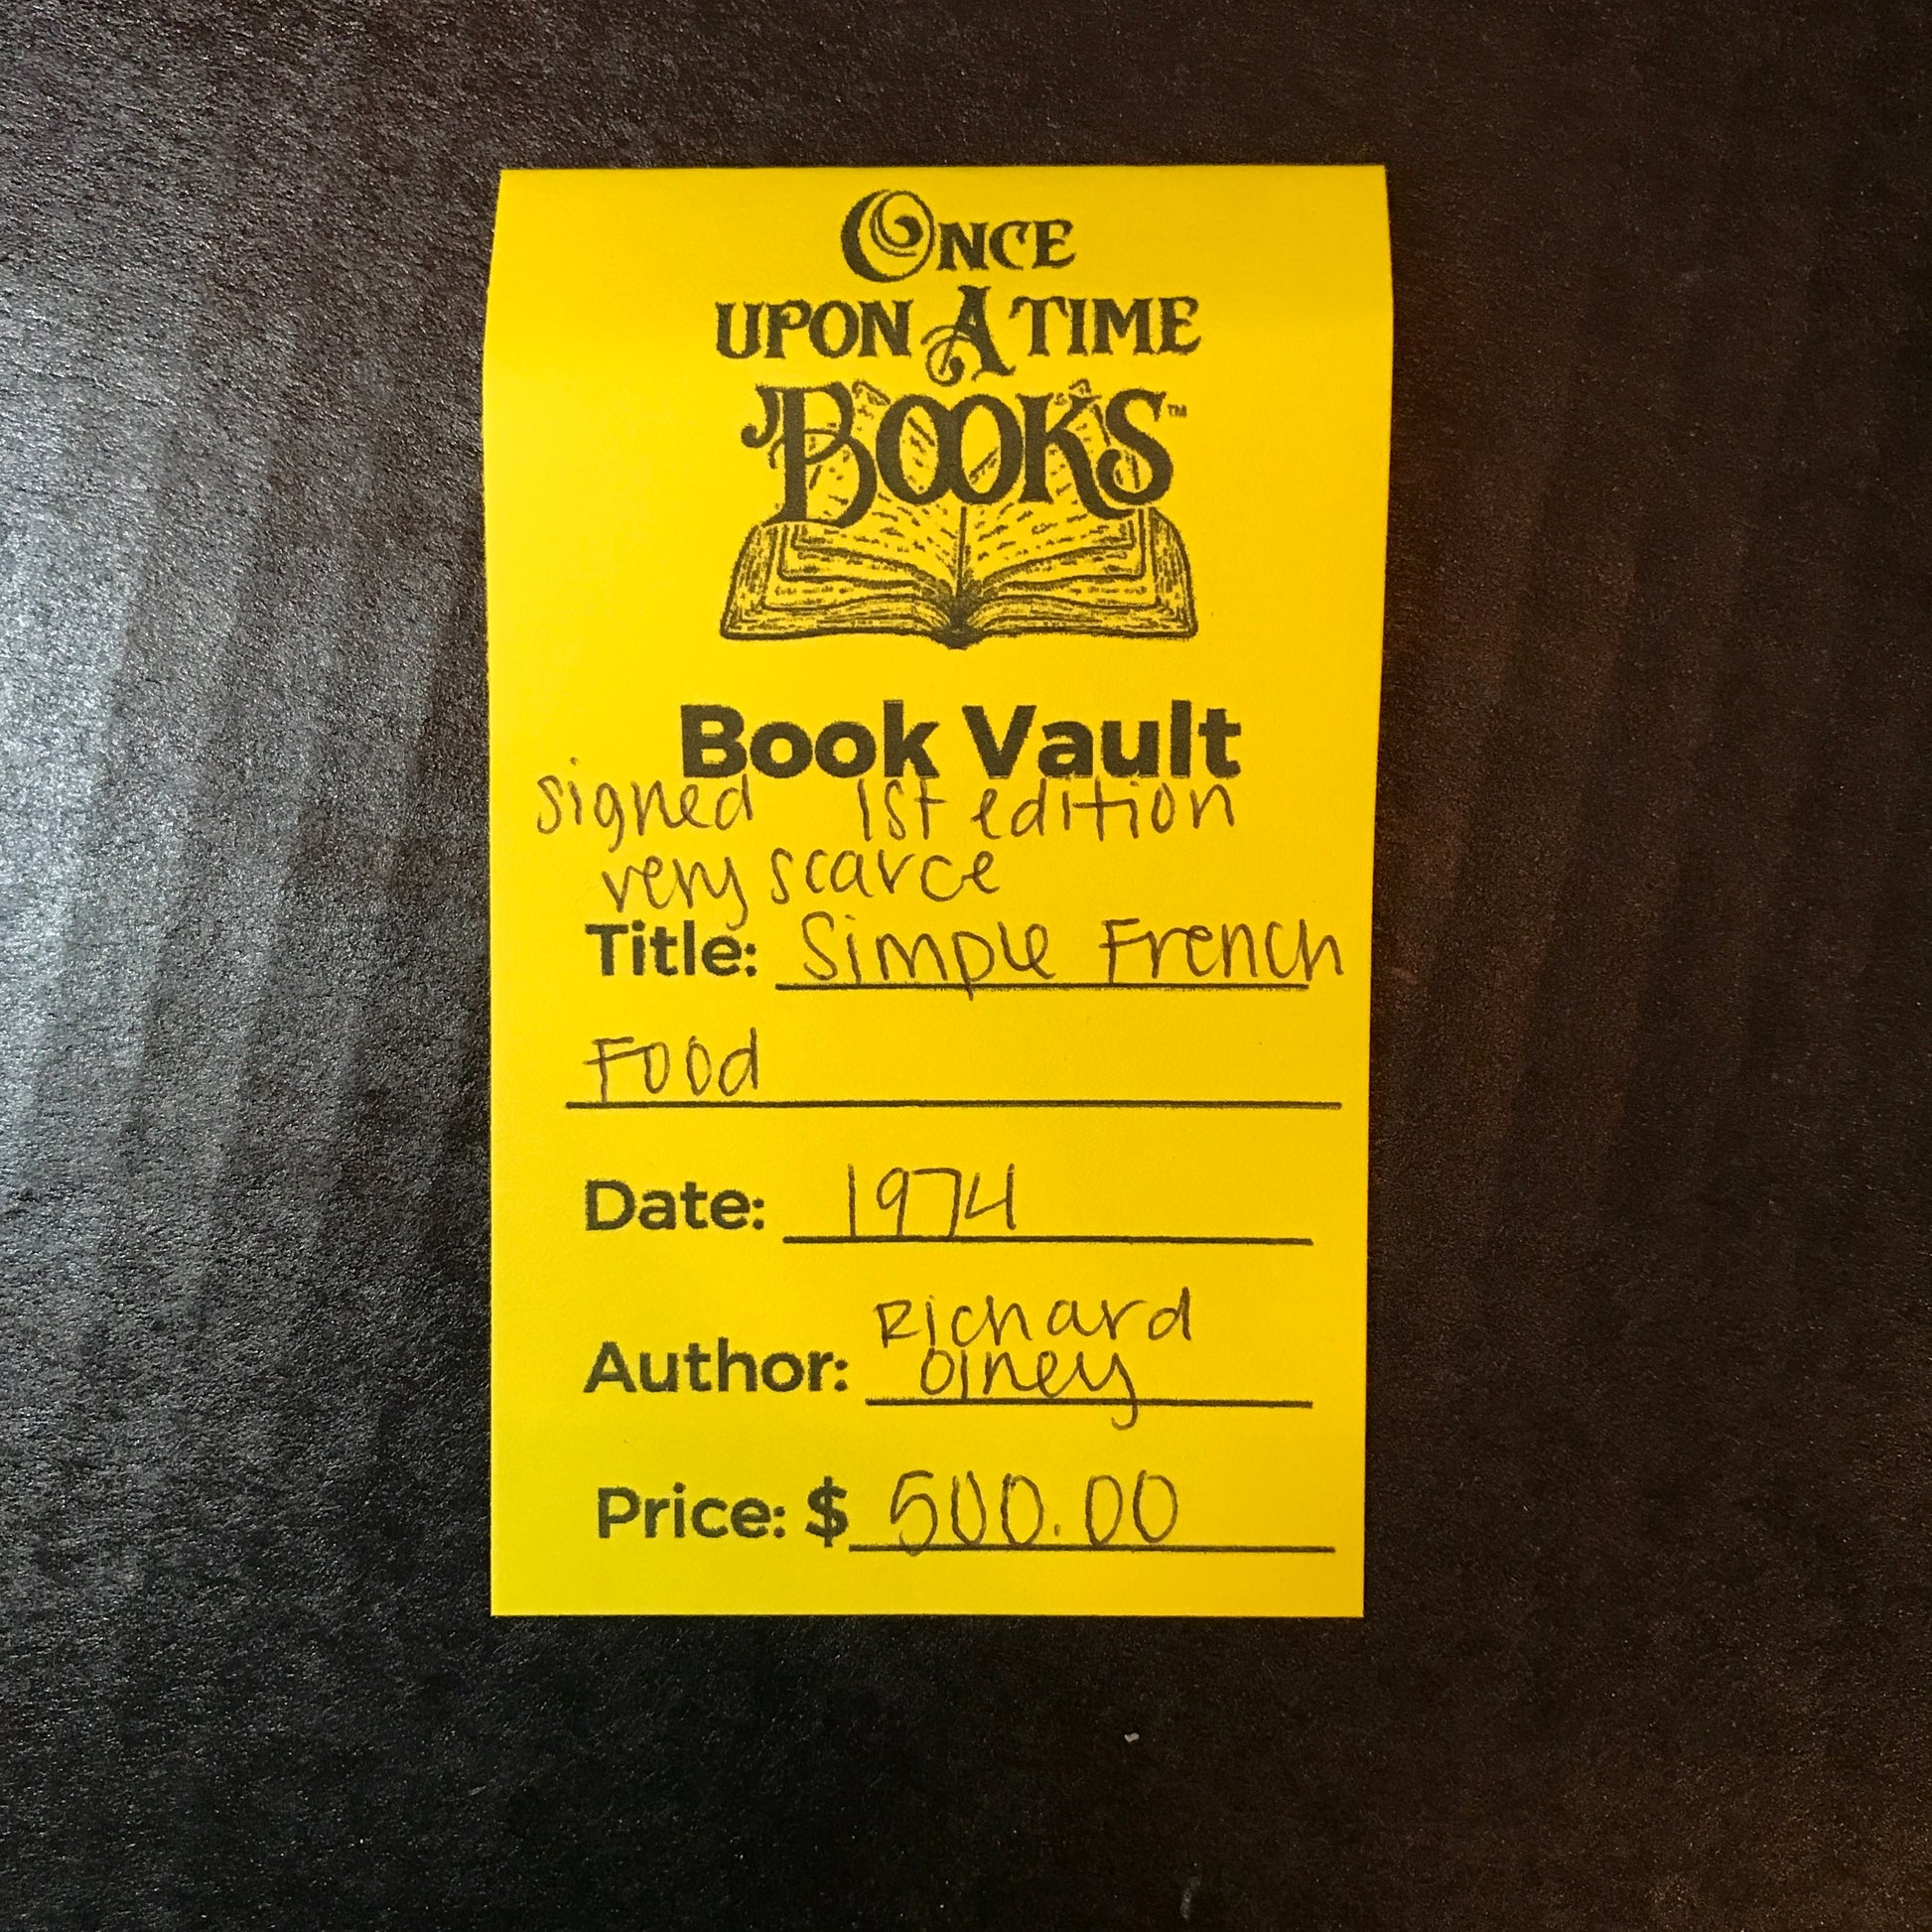 ONCE
UPON A TIME
BOOKS™
Book Vault
signed 1st edition
very scarce
Title: Simple French
Food
Date: 1974
Richard
Author: Olney
Price: $ 500.00